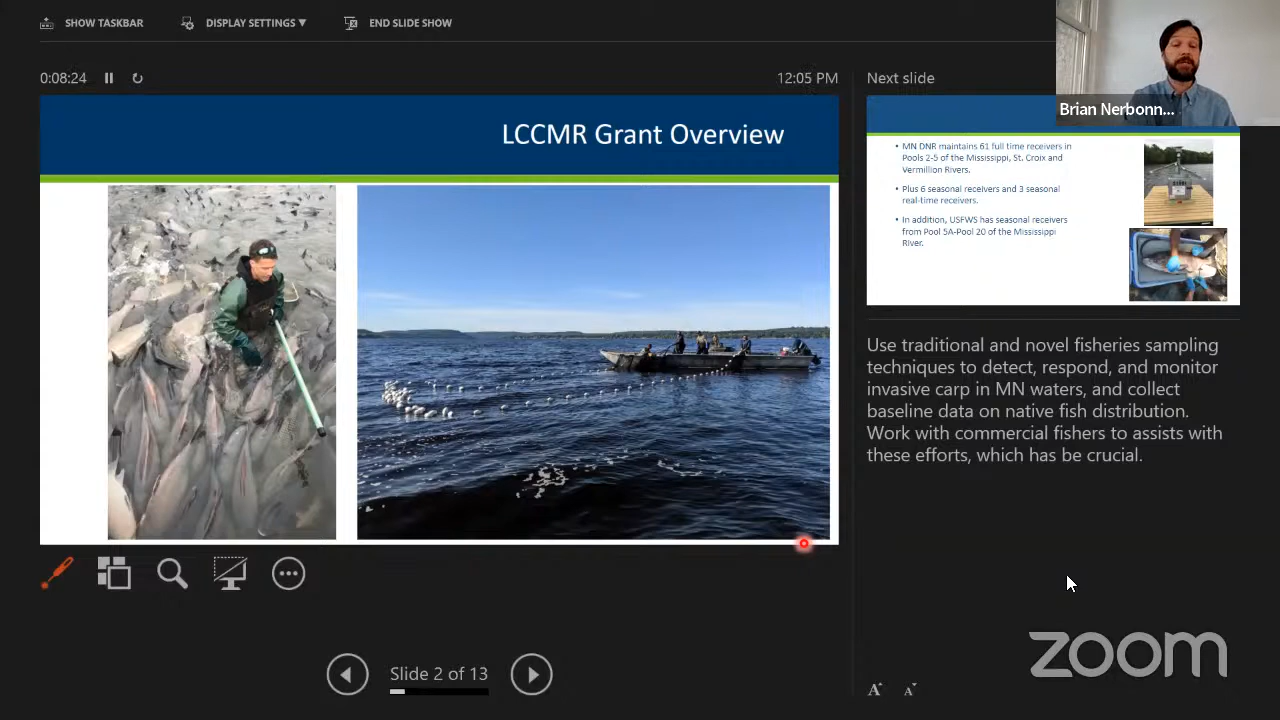 SHOW TASKBAR
DISPLAY SETTINGS ▼
END SLIDE SHOW
0:08:24
12:05 PM
Next slide
Brian Nerbonn...
LCCMR Grant Overview
• MN DNR maintains 61 full time receivers in
Pools 2-5 of the Mississippi, St. Croix and
Vermillion Rivers.
• Plus 6 seasonal receivers and 3 seasonal
real-time receivers.
• In addition, USFWS has seasonal receivers
from Pool 5A-Pool 20 of the Mississippi
River.
Use traditional and novel fisheries sampling
techniques to detect, respond, and monitor
invasive carp in MN waters, and collect
baseline data on native fish distribution.
Work with commercial fishers to assists with
these efforts, which has be crucial.
Slide 2 of 13
A A
zoom